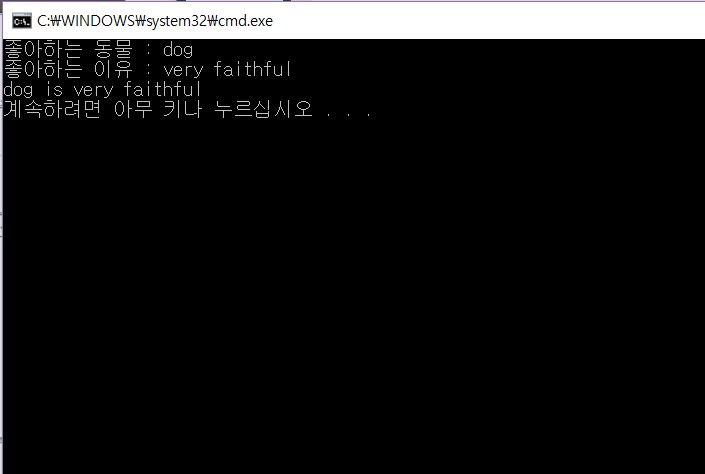 C:₩WINDOWS₩system32₩cmd.exe
좋아하는 동물 : dog
좋아하는 이유 : very faithful
dog is very faithful
계속하려면 아무 키나 누르십시오 . . .